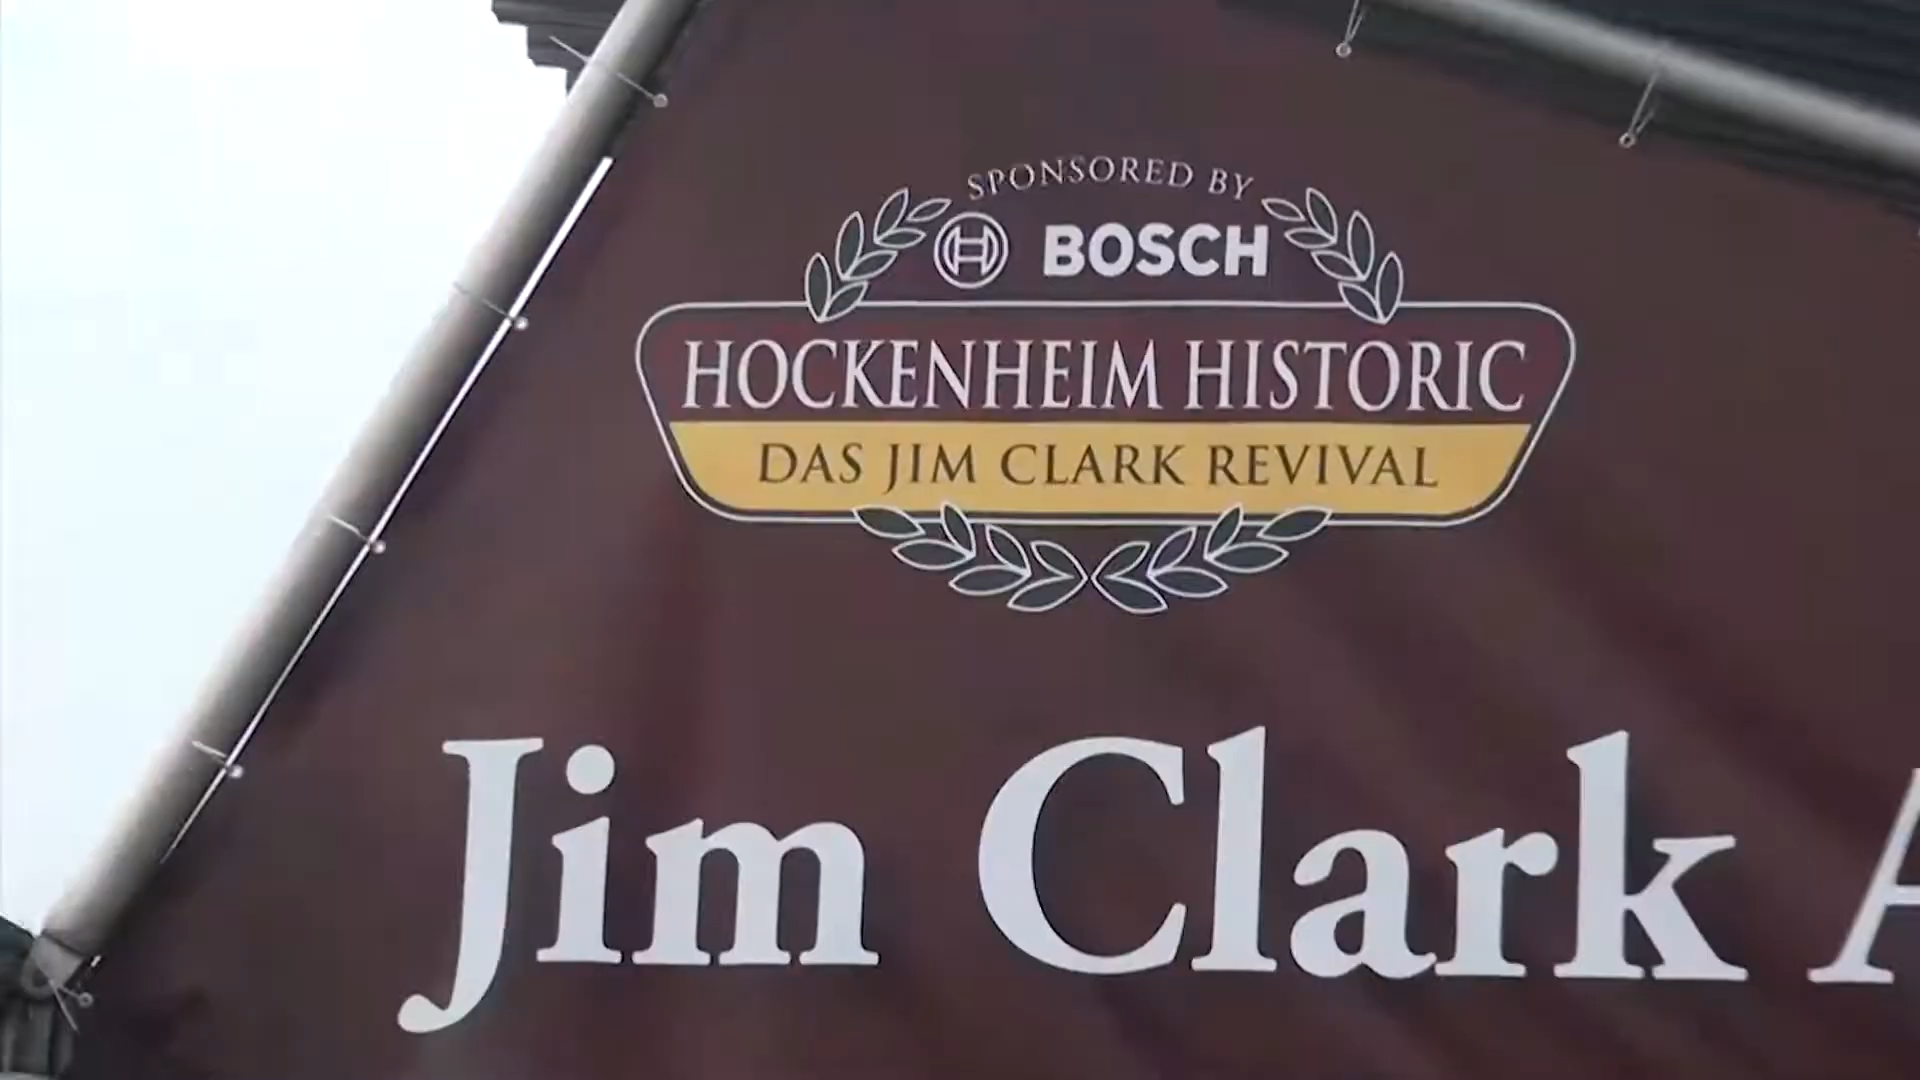 SPONSORED BY
BOSCH
HOCKENHEIM HISTORIC
DAS JIM CLARK REVIVAL
Jim Clark